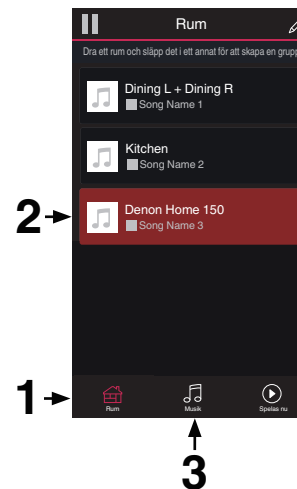 Rum
Dra ett rum och släpp det i ett annat för att skapa en grupp
Dining L + Dining R
Song Name 1
Kitchen
Song Name 2
2
Denon Home 150
Song Name 3
1
Rum
Musik
Spelas nu
3